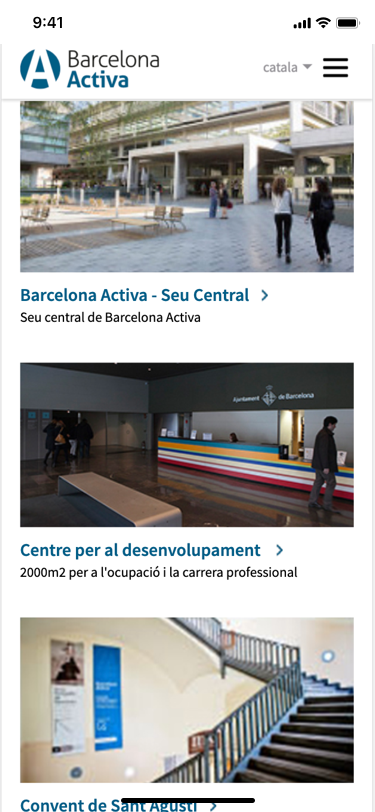 9:41
Barcelona
Activa
català
Barcelona Activa - Seu Central
Seu central de Barcelona Activa
Ajuntament de Barcelona
Centre per al desenvolupament
2000m2 per a l'ocupació i la carrera professional
Convent de Sant Agustí